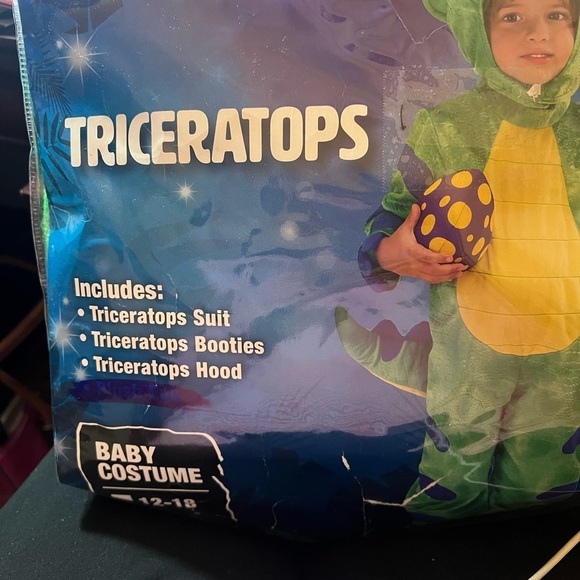 TRICERATOPS
Includes:
• Triceratops Suit
• Triceratops Booties
• Triceratops Hood
BABY
COSTUME
12-18